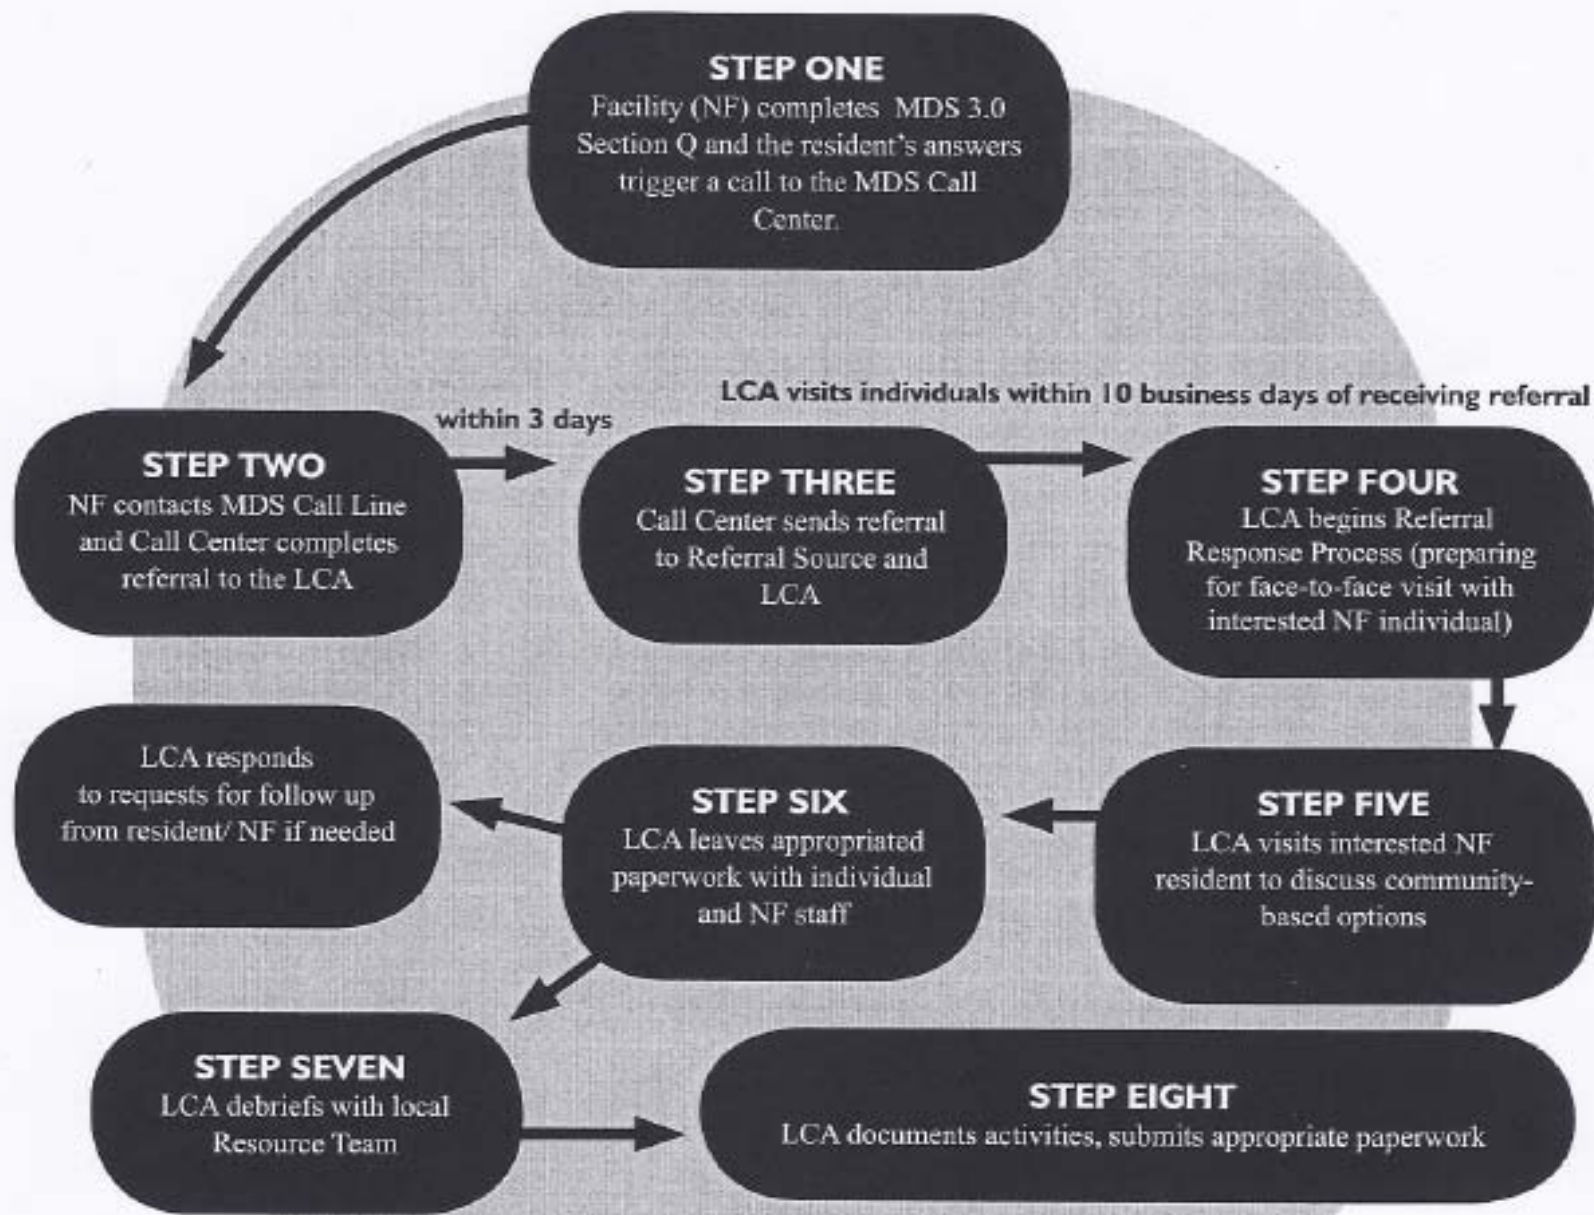 STEP ONE
Facility (NF) completes MDS 3.0
Section Q and the resident's answers
trigger a call to the MDS Call
Center.
LCA visits individuals within 10 business days of receiving referral
within 3 days
STEP TWO
NF contacts MDS Call Line
and Call Center completes
referral to the LCA
STEP THREE
Call Center sends referral
to Referral Source and
LCA
STEP FOUR
LCA begins Referral
Response Process (preparing
for face-to-face visit with
interested NF individual)
STEP FIVE
LCA visits interested NF
resident to discuss community-
based options
STEP SIX
LCA leaves appropriated
paperwork with individual
and NF staff
LCA responds
to requests for follow up
from resident/ NF if needed
STEP SEVEN
LCA debriefs with local
Resource Team
STEP EIGHT
LCA documents activities, submits appropriate paperwork